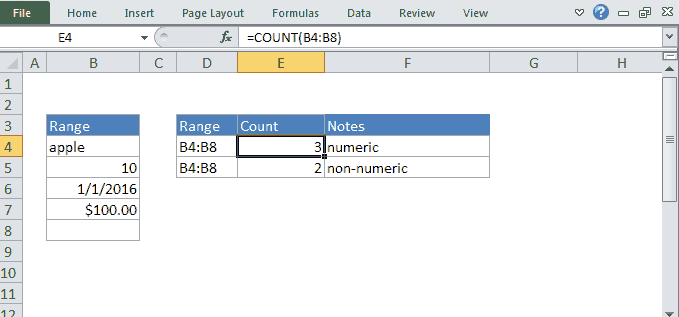 File Home Insert Page Layout Formulas Data Review View ?
E4 fx =COUNT(B4:B8)
A B C D E F G H
1
2
3 Range Range Count Notes
4 apple B4:B8 3 numeric
5 10 B4:B8 2 non-numeric
6 1/1/2016
7 $100.00
8
9
10
11
12